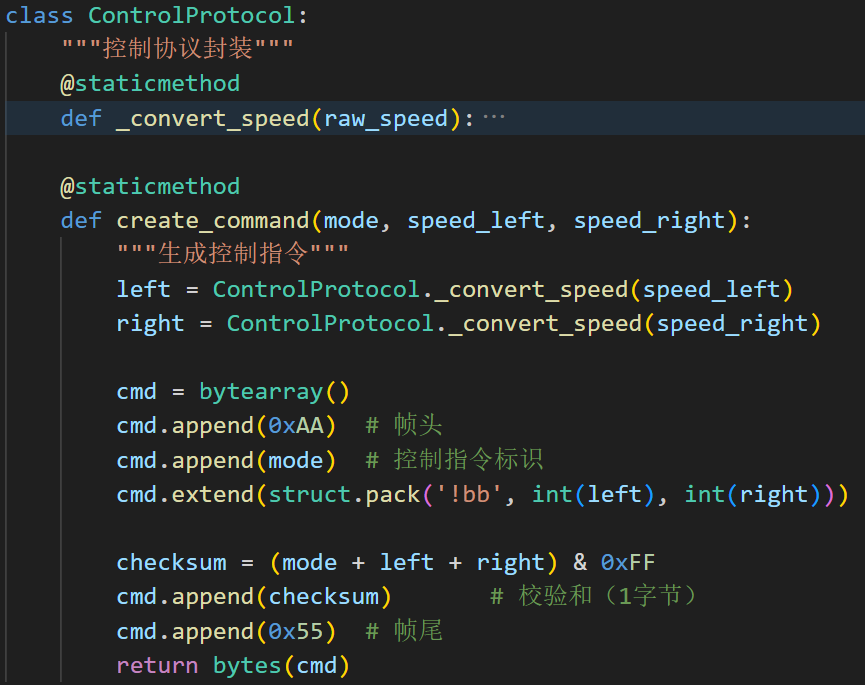 class ControlProtocol:
    """控制协议封装"""
    @staticmethod
    def _convert_speed(raw_speed): ···
    @staticmethod
    def create_command(mode, speed_left, speed_right):
        """生成控制指令"""
        left = ControlProtocol._convert_speed(speed_left)
        right = ControlProtocol._convert_speed(speed_right)
        cmd = bytearray()
        cmd.append(0xAA)  # 帧头
        cmd.append(mode)  # 控制指令标识
        cmd.extend(struct.pack('!bb', int(left), int(right)))
        checksum = (mode + left + right) & 0xFF
        cmd.append(checksum)       # 校验和（1字节）
        cmd.append(0x55)  # 帧尾
        return bytes(cmd)